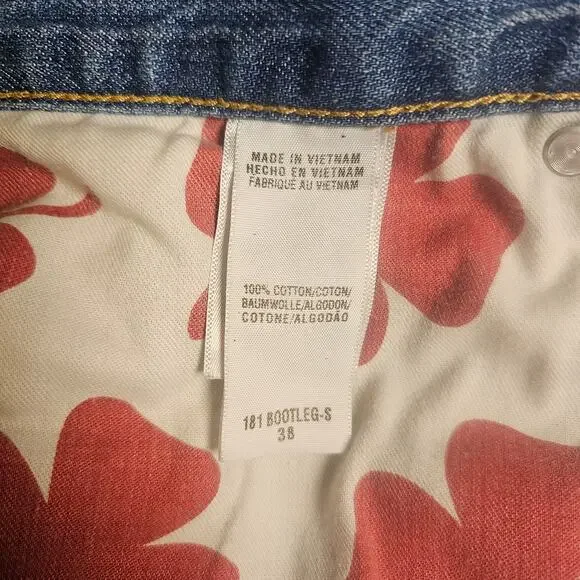 MADE IN VIETNAM
HECHO EN VIETNAM
FABRIQUE AU VIETNAM
100% COTTON/COTON/
BAUMWOLLE/ALGODON/
COTONE/ALGODÃO
181 BOOTLEG-S
38